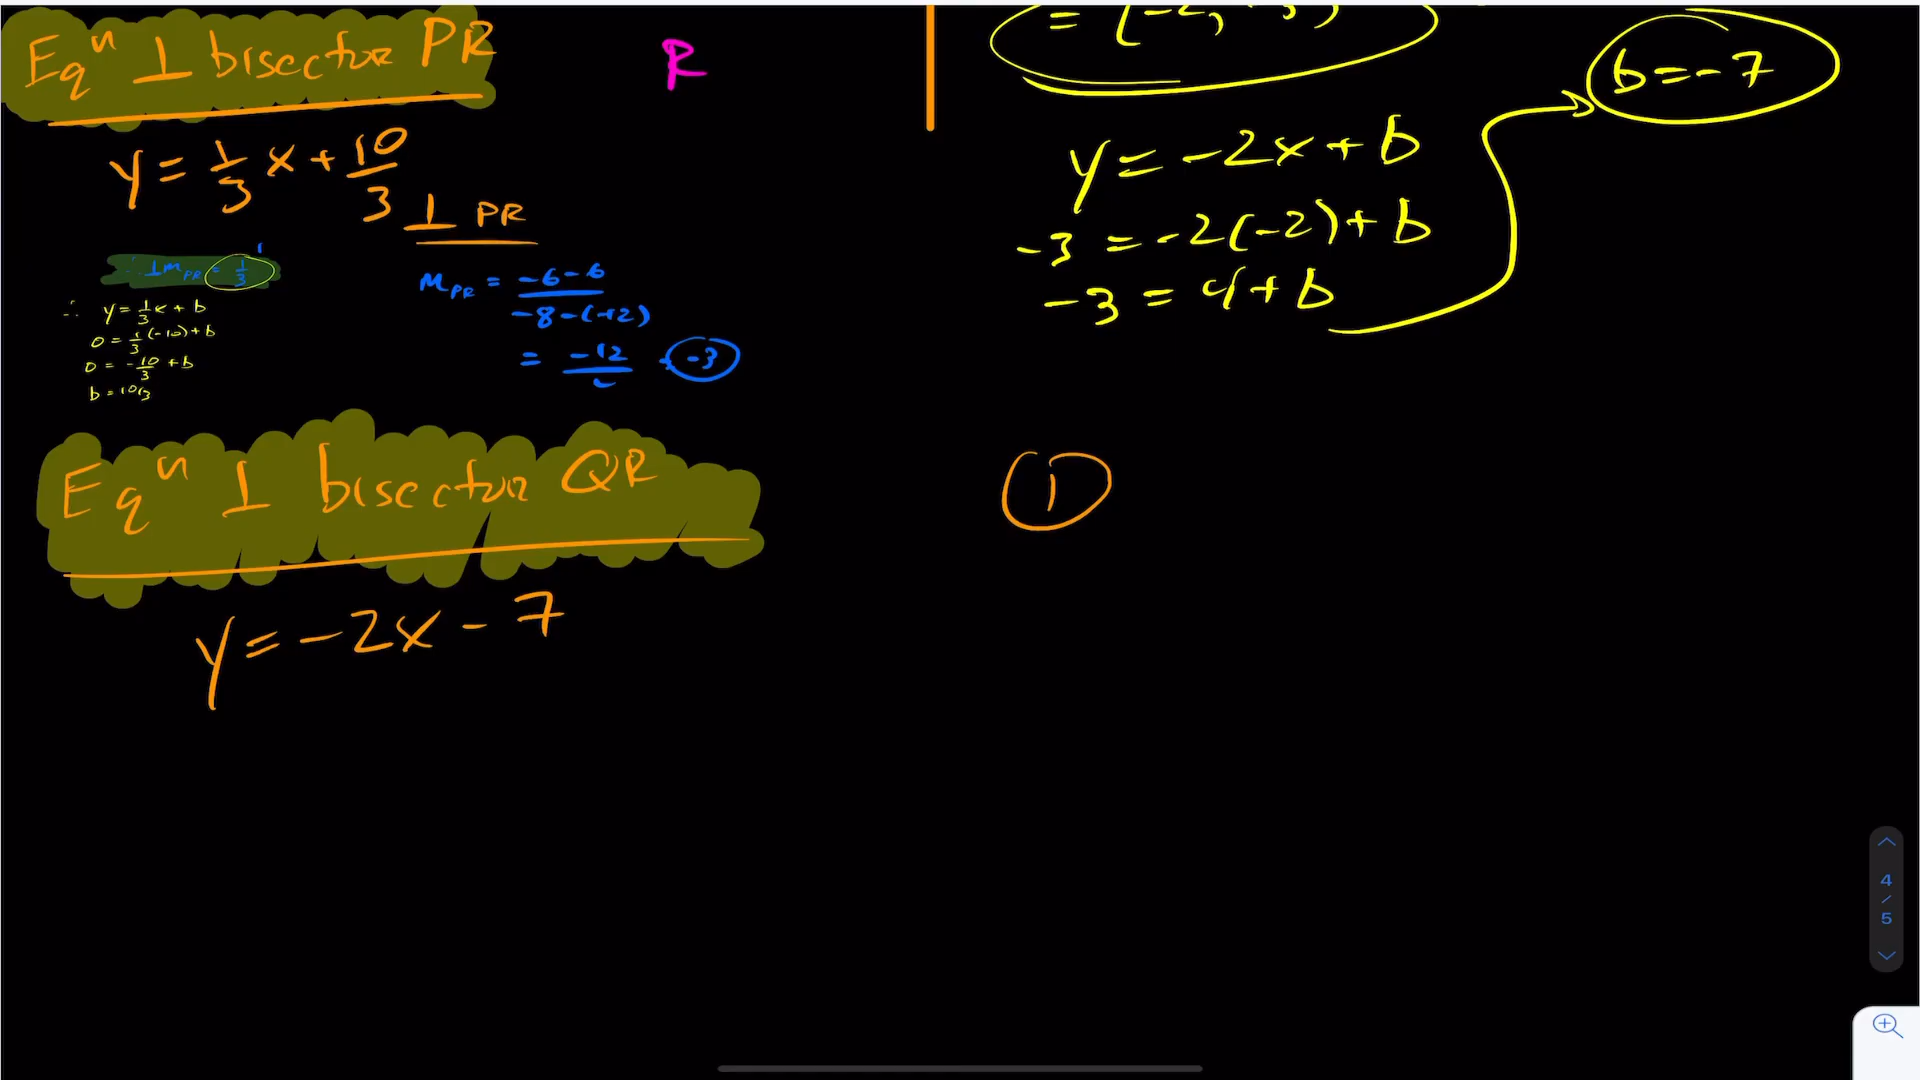 Eqⁿ ⊥ bisector PR
R
y = 1/3 x + 10/3
⊥ PR
∴ ⊥ m PR = 1/3
∴ y = 1/3 x + b
0 = 1/3 (-10) + b
0 = -10/3 + b
b = 10/3
m PR = -6 - 6 / -8 - (-12)
= -12 / -3
Eqⁿ ⊥ bisector QR
y = -2x - 7
y = -2x + b
-3 = -2(-2) + b
-3 = 4 + b
b = -7
1
4
/
5